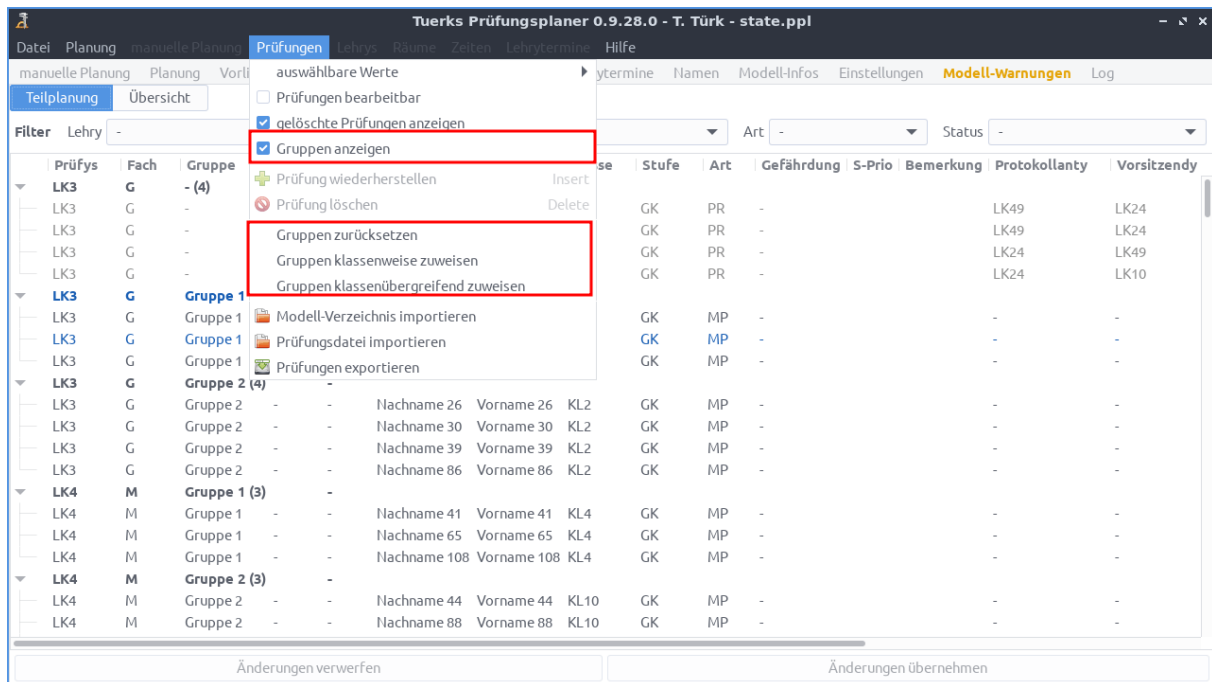 Tuerks Prüfungsplaner 0.9.28.0 - T. Türk - state.ppl
Datei Planung manuelle Planung Prüfungen Lehrys Räume Zeiten Lehrytermine Hilfe
manuelle Planung Planung Vorli ytermine Namen Modell-Infos Einstellungen Modell-Warnungen Log
Teilplanung Übersicht
Filter Lehry - Art - Status -
auswählbare Werte
Prüfungen bearbeitbar
gelöschte Prüfungen anzeigen
Gruppen anzeigen
Prüfung wiederherstellen Insert
Prüfung löschen Delete
Gruppen zurücksetzen
Gruppen klassenweise zuweisen
Gruppen klassenübergreifend zuweisen
Modell-Verzeichnis importieren
Prüfungsdatei importieren
Prüfungen exportieren
Prüfys Fach Gruppe se Stufe Art Gefährdung S-Prio Bemerkung Protokollanty Vorsitzendy
LK3 G - (4)
LK3 G - GK PR - LK49 LK24
LK3 G - GK PR - LK49 LK24
LK3 G - GK PR - LK24 LK49
LK3 G - GK PR - LK24 LK10
LK3 G Gruppe 1
LK3 G Gruppe 1 GK MP - - -
LK3 G Gruppe 1 GK MP - - -
LK3 G Gruppe 1 GK MP - - -
LK3 G Gruppe 2 (4) -
LK3 G Gruppe 2 - - Nachname 26 Vorname 26 KL2 GK MP - - -
LK3 G Gruppe 2 - - Nachname 30 Vorname 30 KL2 GK MP - - -
LK3 G Gruppe 2 - - Nachname 39 Vorname 39 KL2 GK MP - - -
LK3 G Gruppe 2 - - Nachname 86 Vorname 86 KL2 GK MP - - -
LK4 M Gruppe 1 (3) -
LK4 M Gruppe 1 - - Nachname 41 Vorname 41 KL4 GK MP - - -
LK4 M Gruppe 1 - - Nachname 65 Vorname 65 KL4 GK MP - - -
LK4 M Gruppe 1 - - Nachname 108 Vorname 108 KL4 GK MP - - -
LK4 M Gruppe 2 (3) -
LK4 M Gruppe 2 - - Nachname 44 Vorname 44 KL10 GK MP - - -
LK4 M Gruppe 2 - - Nachname 88 Vorname 88 KL10 GK MP - - -
Änderungen verwerfen Änderungen übernehmen